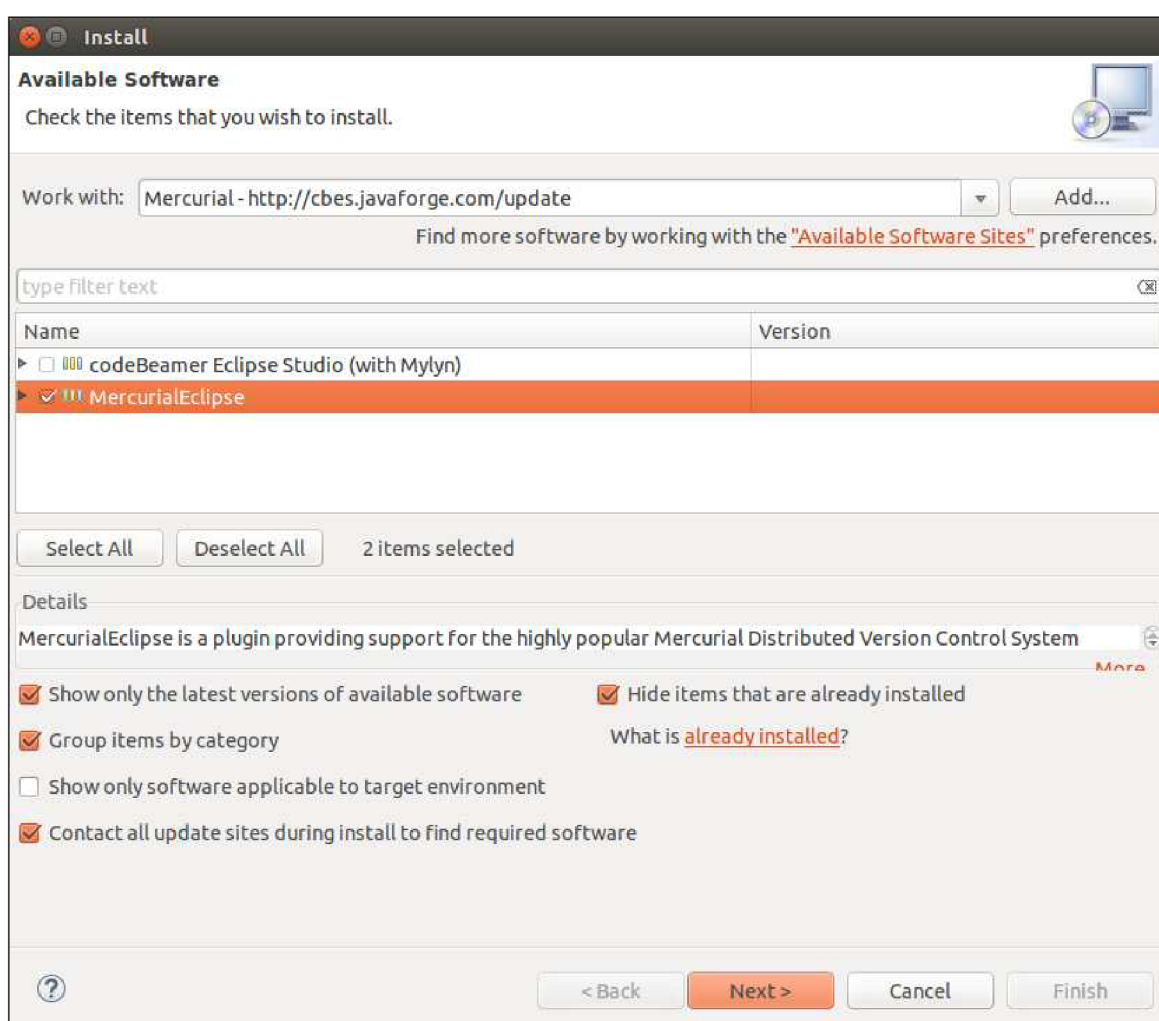 Install
Available Software
Check the items that you wish to install.
Work with: Mercurial - http://cbes.javaforge.com/update Add...
Find more software by working with the "Available Software Sites" preferences.
type filter text
Name Version
codeBeamer Eclipse Studio (with Mylyn)
MercurialEclipse
Select All Deselect All 2 items selected
Details
MercurialEclipse is a plugin providing support for the highly popular Mercurial Distributed Version Control System
More
Show only the latest versions of available software Hide items that are already installed
Group items by category What is already installed?
Show only software applicable to target environment
Contact all update sites during install to find required software
? < Back Next > Cancel Finish